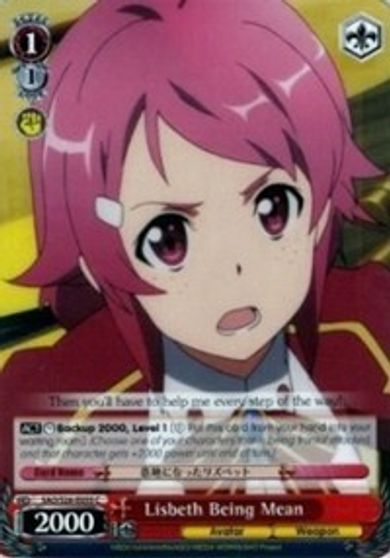 1
1
Then you'll have to help me every step of the way!
ACT Backup 2000, Level 1 [① Put this card from your hand into your
waiting room] (Choose one of your characters that is being frontal attacked, and
that character gets +2000 power until end of turn.)
Card Name 意地になったリズベット
2000
Lisbeth Being Mean
Avatar Weapon